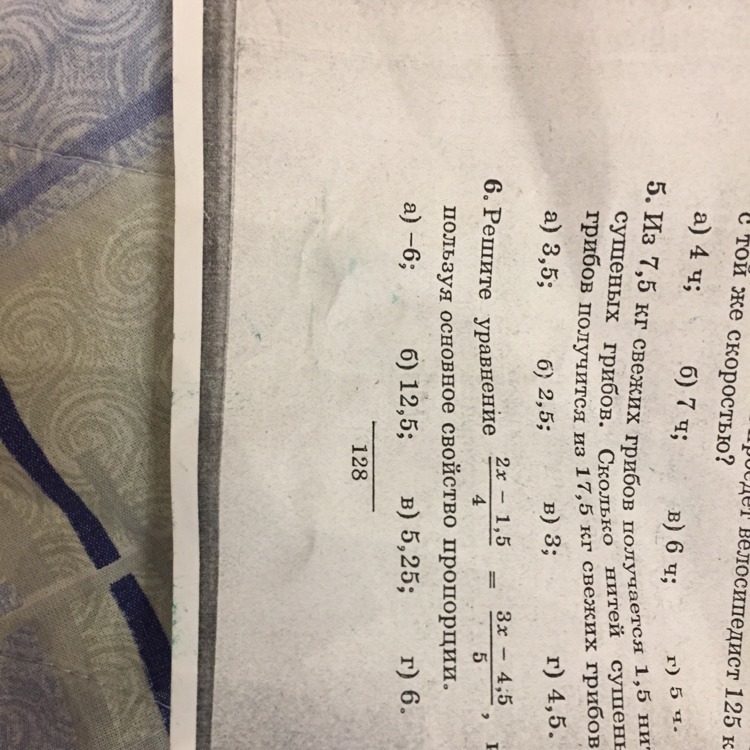 с той же скоростью?
а) 4 ч; б) 7 ч; в) 6 ч; г) 5 ч.
5. Из 7,5 кг свежих грибов получается 1,5 ни
сушеных грибов. Сколько нитей сушен
грибов получится из 17,5 кг свежих грибов
а) 3,5; б) 2,5; в) 3; г) 4,5.
6. Решите уравнение (2x − 1,5)/4 = (3x − 4,5)/5,
пользуя основное свойство пропорции.
а) −6; б) 12,5; в) 5,25; г) 6.
128